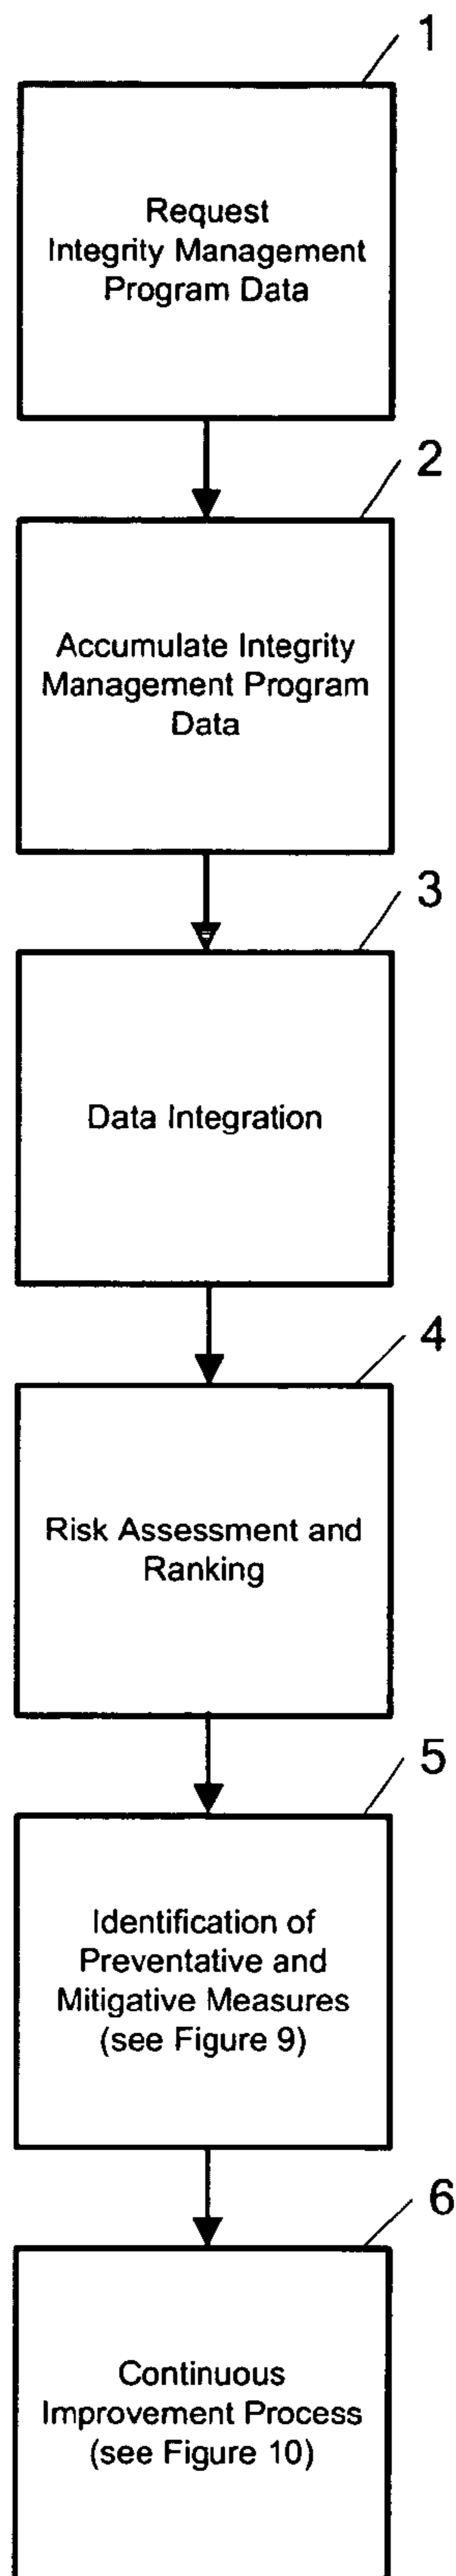 1
Request
Integrity Management
Program Data
2
Accumulate Integrity
Management Program
Data
3
Data Integration
4
Risk Assessment and
Ranking
5
Identification of
Preventative and
Mitigative Measures
(see Figure 9)
6
Continuous
Improvement Process
(see Figure 10)